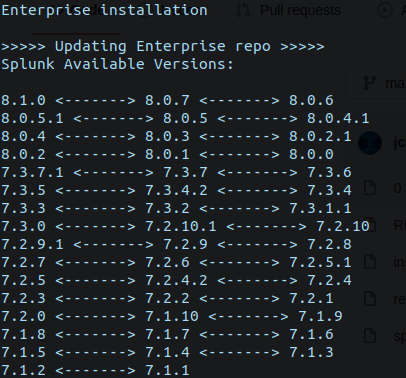 Enterprise installation
Pull requests
>>>>> Updating Enterprise repo >>>>>
Splunk Available Versions:
8.1.0 <-------> 8.0.7 <-------> 8.0.6
8.0.5.1 <-------> 8.0.5 <-------> 8.0.4.1
8.0.4 <-------> 8.0.3 <-------> 8.0.2.1
8.0.2 <-------> 8.0.1 <-------> 8.0.0
7.3.7.1 <-------> 7.3.7 <-------> 7.3.6
7.3.5 <-------> 7.3.4.2 <-------> 7.3.4
7.3.3 <-------> 7.3.2 <-------> 7.3.1.1
7.3.0 <-------> 7.2.10.1 <-------> 7.2.10
7.2.9.1 <-------> 7.2.9 <-------> 7.2.8
7.2.7 <-------> 7.2.6 <-------> 7.2.5.1
7.2.5 <-------> 7.2.4.2 <-------> 7.2.4
7.2.3 <-------> 7.2.2 <-------> 7.2.1
7.2.0 <-------> 7.1.10 <-------> 7.1.9
7.1.8 <-------> 7.1.7 <-------> 7.1.6
7.1.5 <-------> 7.1.4 <-------> 7.1.3
7.1.2 <-------> 7.1.1